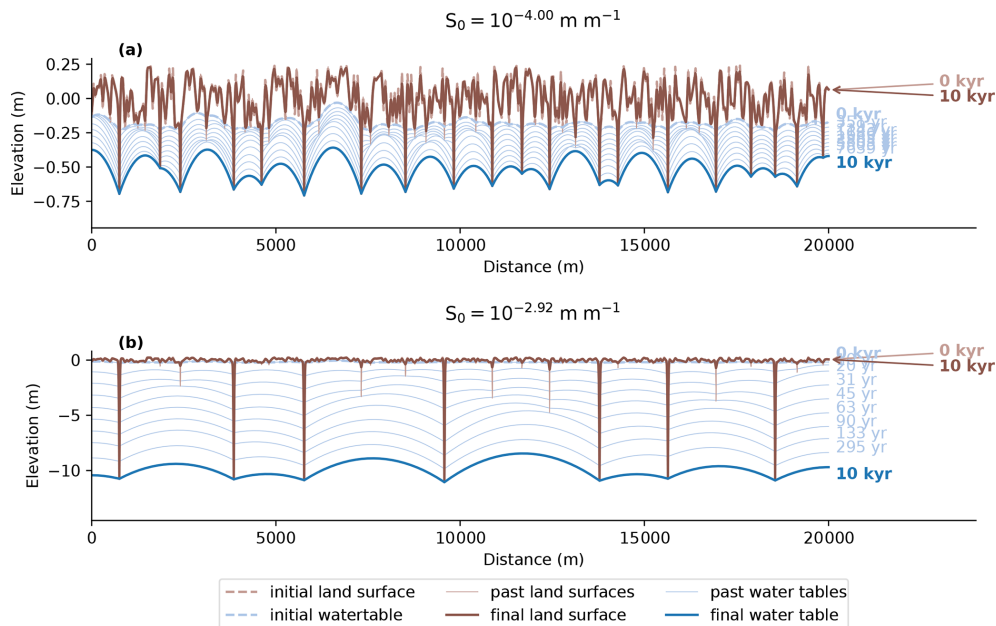 S₀ = 10⁻⁴·⁰⁰ m m⁻¹
(a)
Elevation (m)
0.25
0.00
−0.25
−0.50
−0.75
0 5000 10000 15000 20000
Distance (m)
0 kyr
10 kyr
0 kyr
10 kyr
S₀ = 10⁻²·⁹² m m⁻¹
(b)
Elevation (m)
0
−5
−10
0 5000 10000 15000 20000
Distance (m)
0 kyr
10 kyr
0 kyr
20 yr
31 yr
45 yr
63 yr
90 yr
133 yr
295 yr
10 kyr
initial land surface past land surfaces past water tables
initial watertable final land surface final water table